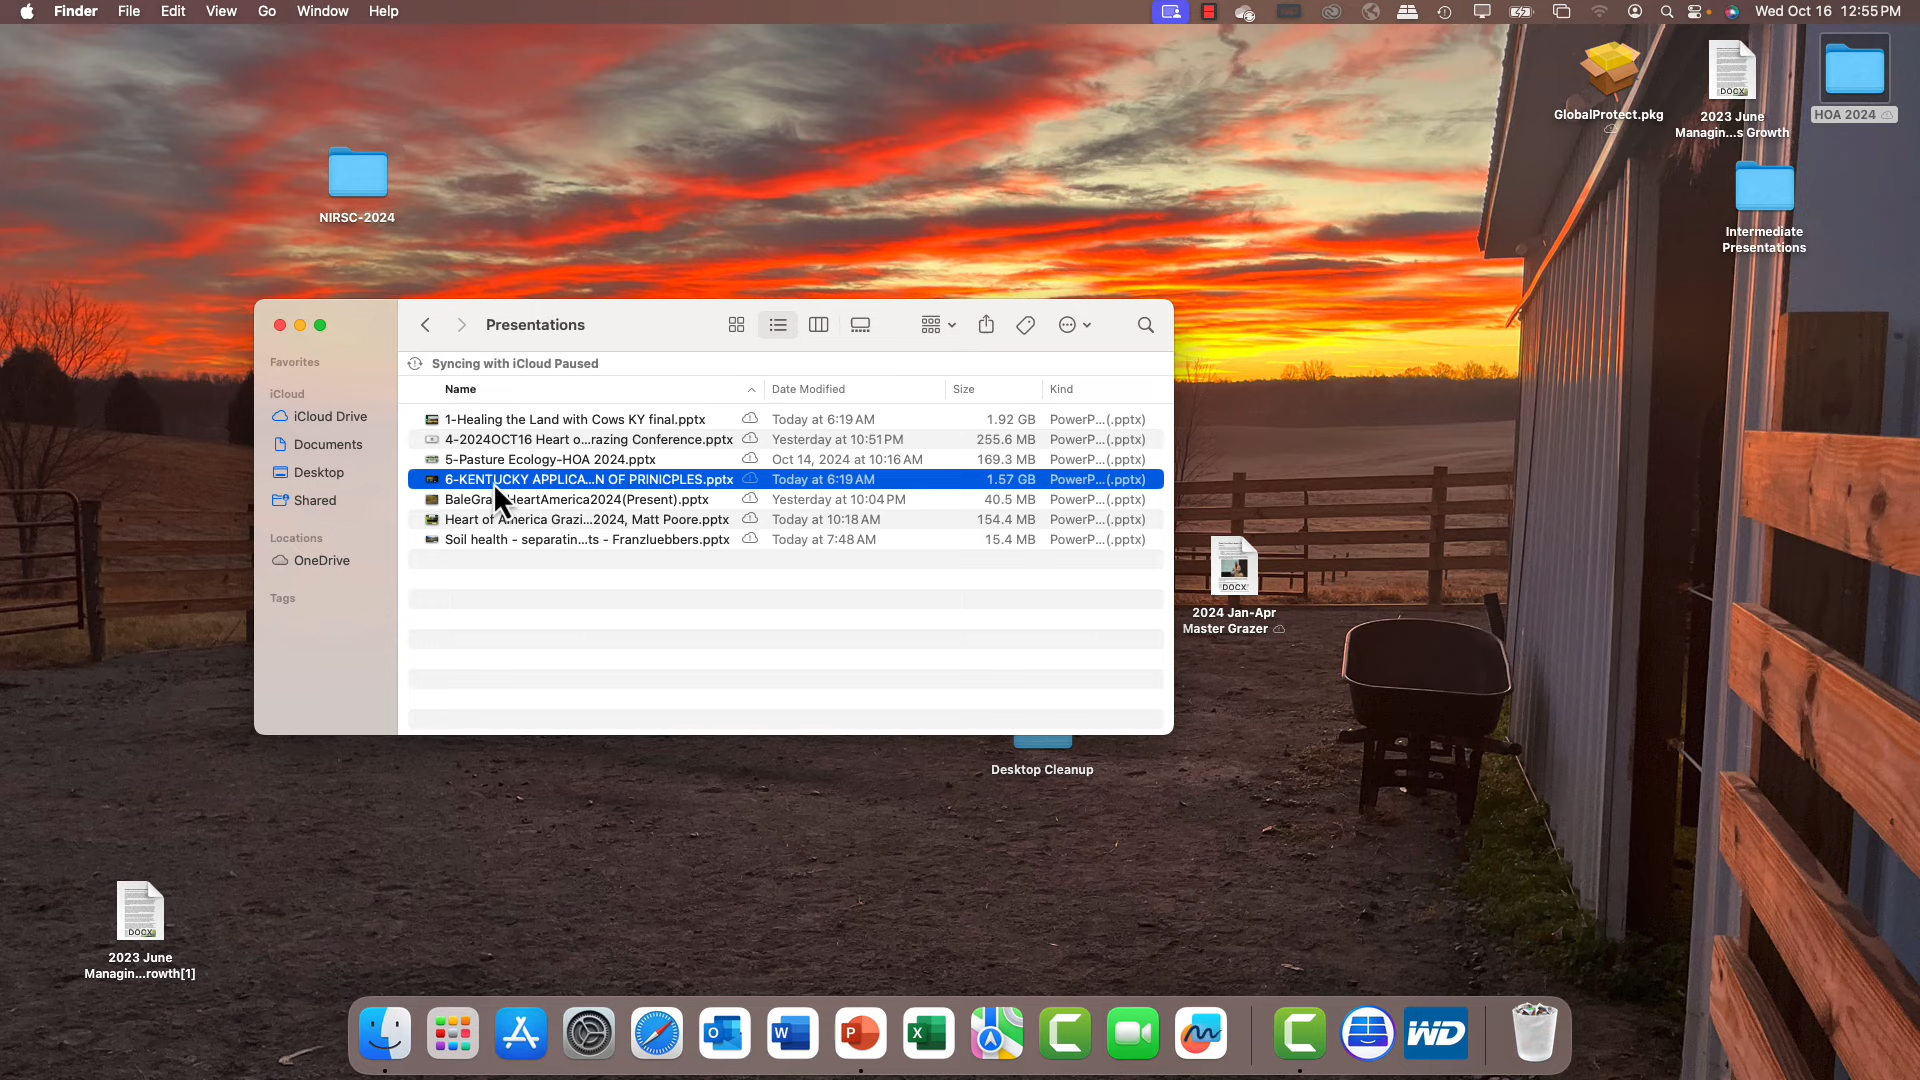 Finder File Edit View Go Window Help
Wed Oct 16 12:55 PM
GlobalProtect.pkg
DOCX
2023 June
Managin...s Growth
HOA 2024
NIRSC-2024
Intermediate
Presentations
Presentations
Favorites
iCloud
iCloud Drive
Documents
Desktop
Shared
Locations
OneDrive
Tags
Syncing with iCloud Paused
Name Date Modified Size Kind
1-Healing the Land with Cows KY final.pptx Today at 6:19 AM 1.92 GB PowerP...(.pptx)
4-2024OCT16 Heart o...razing Conference.pptx Yesterday at 10:51 PM 255.6 MB PowerP...(.pptx)
5-Pasture Ecology-HOA 2024.pptx Oct 14, 2024 at 10:16 AM 169.3 MB PowerP...(.pptx)
6-KENTUCKY APPLICA...N OF PRINICPLES.pptx Today at 6:19 AM 1.57 GB PowerP...(.pptx)
HeartAmerica2024(Present).pptx Yesterday at 10:04 PM 40.5 MB PowerP...(.pptx)
Heart of America Grazi...2024, Matt Poore.pptx Today at 10:18 AM 154.4 MB PowerP...(.pptx)
Soil health - separatin...ts - Franzluebbers.pptx Today at 7:48 AM 15.4 MB PowerP...(.pptx)
DOCX
2024 Jan-Apr
Master Grazer
Desktop Cleanup
DOCX
2023 June
Managin...rowth[1]
O
W
P
X
WD